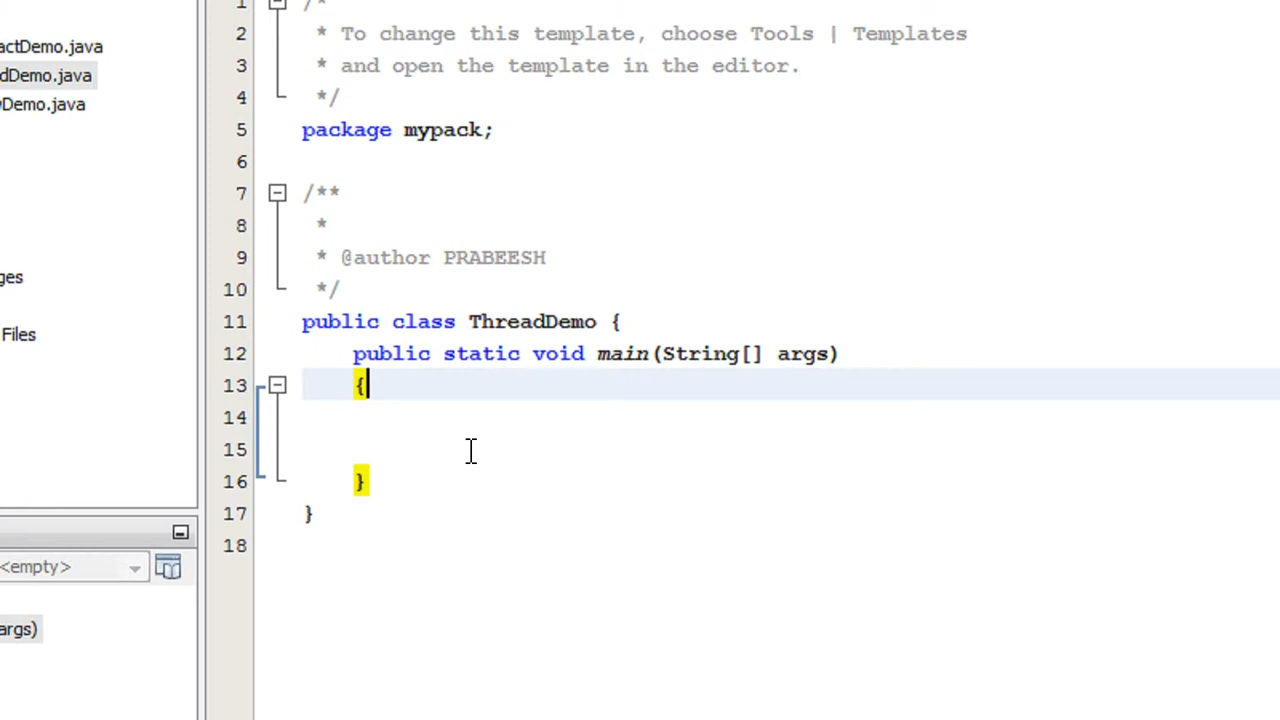 actDemo.java
dDemo.java
Demo.java
ges
Files
<empty>
args)
1 /*
2 * To change this template, choose Tools | Templates
3 * and open the template in the editor.
4 */
5 package mypack;
6
7 /**
8 *
9 * @author PRABEESH
10 */
11 public class ThreadDemo {
12 public static void main(String[] args)
13 {
14
15
16 }
17 }
18